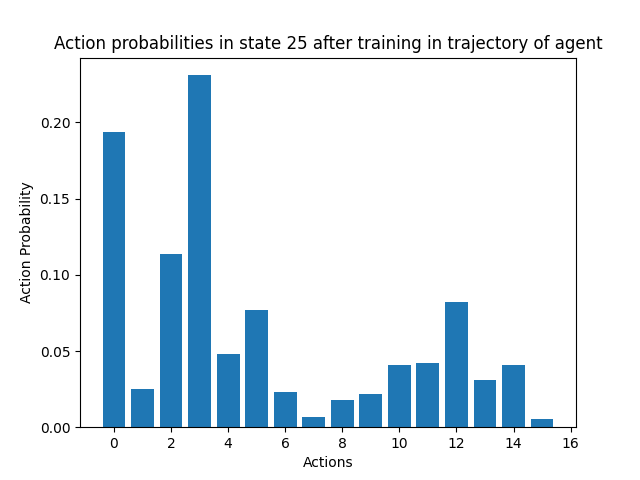 Action probabilities in state 25 after training in trajectory of agent
0.20
0.15
0.10
0.05
0.00
Action Probability
0 2 4 6 8 10 12 14 16
Actions